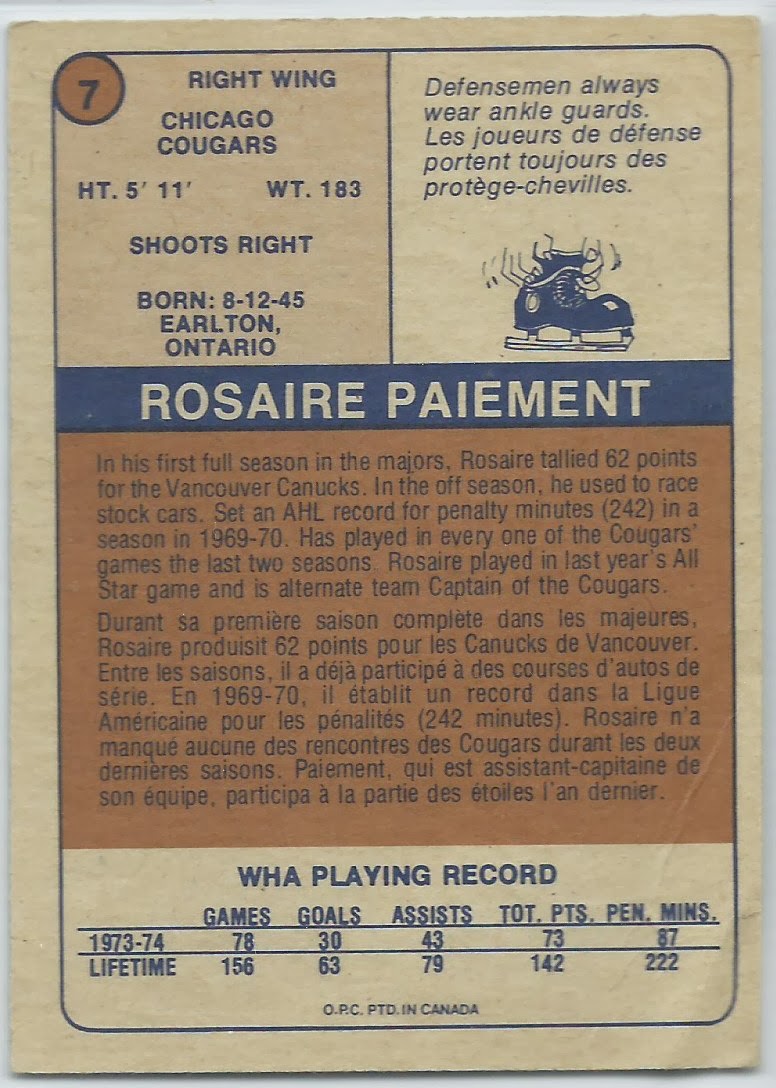 7
RIGHT WING
CHICAGO
COUGARS
HT. 5' 11'
WT. 183
SHOOTS RIGHT
BORN: 8-12-45
EARLTON,
ONTARIO
Defensemen always
wear ankle guards.
Les joueurs de défense
portent toujours des
protège-chevilles.
ROSAIRE PAIEMENT
In his first full season in the majors, Rosaire tallied 62 points
for the Vancouver Canucks. In the off season, he used to race
stock cars. Set an AHL record for penalty minutes (242) in a
season in 1969-70. Has played in every one of the Cougars'
games the last two seasons. Rosaire played in last year's All
Star game and is alternate team Captain of the Cougars.
Durant sa première saison complète dans les majeures,
Rosaire produisit 62 points pour les Canucks de Vancouver.
Entre les saisons, il a déjà participé à des courses d'autos de
série. En 1969-70, il établit un record dans la Ligue
Américaine pour les pénalités (242 minutes). Rosaire n'a
manqué aucune des rencontres des Cougars durant les deux
dernières saisons. Paiement, qui est assistant-capitaine de
son équipe, participa à la partie des étoiles l'an dernier.
WHA PLAYING RECORD
GAMES GOALS ASSISTS TOT. PTS. PEN. MINS.
1973-74 78 30 43 73 87
LIFETIME 156 63 79 142 222
O.P.C. PTD. IN CANADA